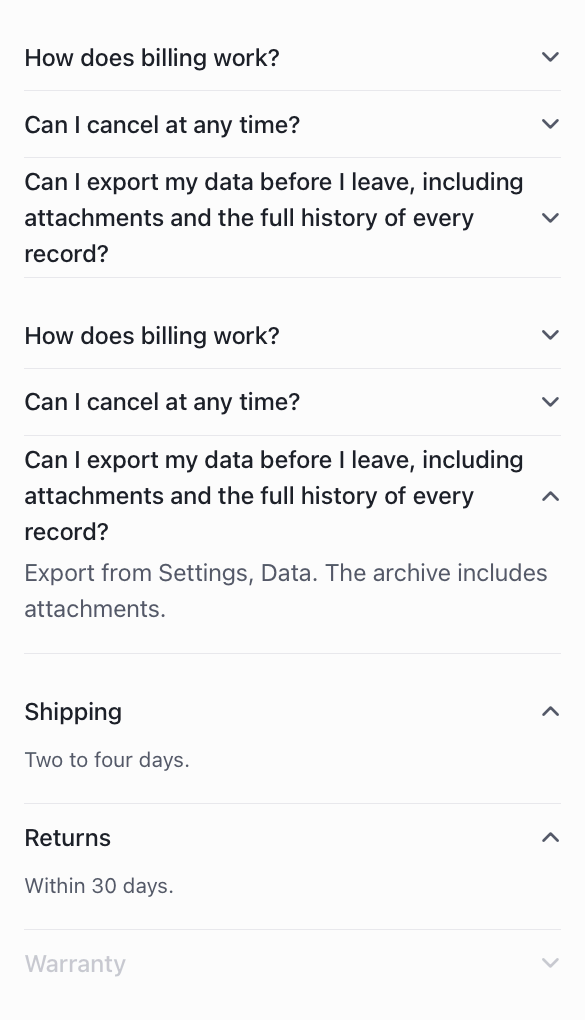 How does billing work?
Can I cancel at any time?
Can I export my data before I leave, including
attachments and the full history of every
record?
How does billing work?
Can I cancel at any time?
Can I export my data before I leave, including
attachments and the full history of every
record?
Export from Settings, Data. The archive includes
attachments.
Shipping
Two to four days.
Returns
Within 30 days.
Warranty